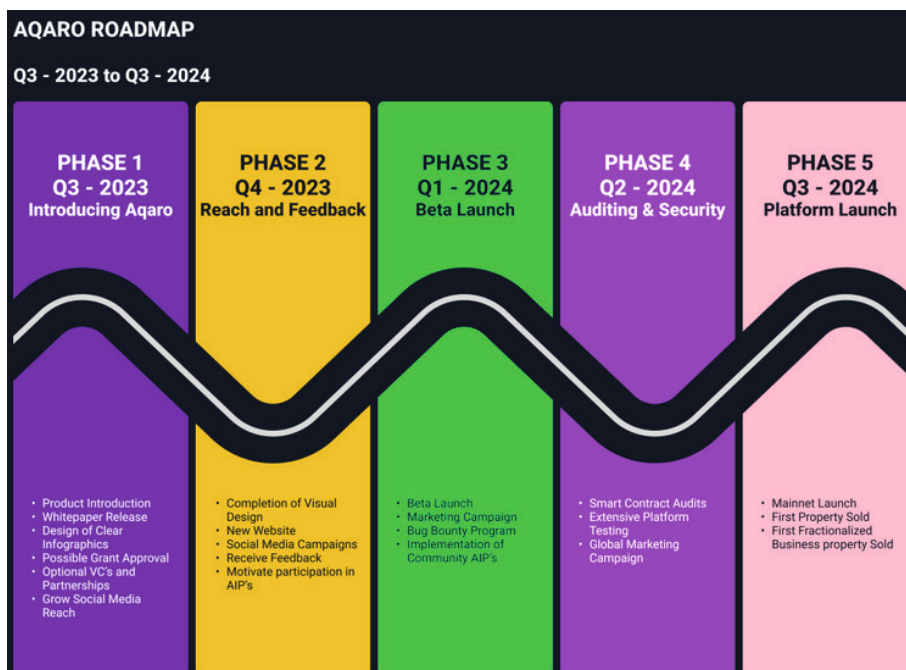 AQARO ROADMAP
Q3 - 2023 to Q3 - 2024
PHASE 1
Q3 - 2023
Introducing Aqaro
PHASE 2
Q4 - 2023
Reach and Feedback
PHASE 3
Q1 - 2024
Beta Launch
PHASE 4
Q2 - 2024
Auditing & Security
PHASE 5
Q3 - 2024
Platform Launch
• Product Introduction
• Whitepaper Release
• Design of Clear
Infographics
• Possible Grant Approval
• Optional VC's and
Partnerships
• Grow Social Media
Reach
• Completion of Visual
Design
• New Website
• Social Media Campaigns
• Receive Feedback
• Motivate participation in
AIP's
• Beta Launch
• Marketing Campaign
• Bug Bounty Program
• Implementation of
Community AIP's
• Smart Contract Audits
• Extensive Platform
Testing
• Global Marketing
Campaign
• Mainnet Launch
• First Property Sold
• First Fractionalized
Business property Sold